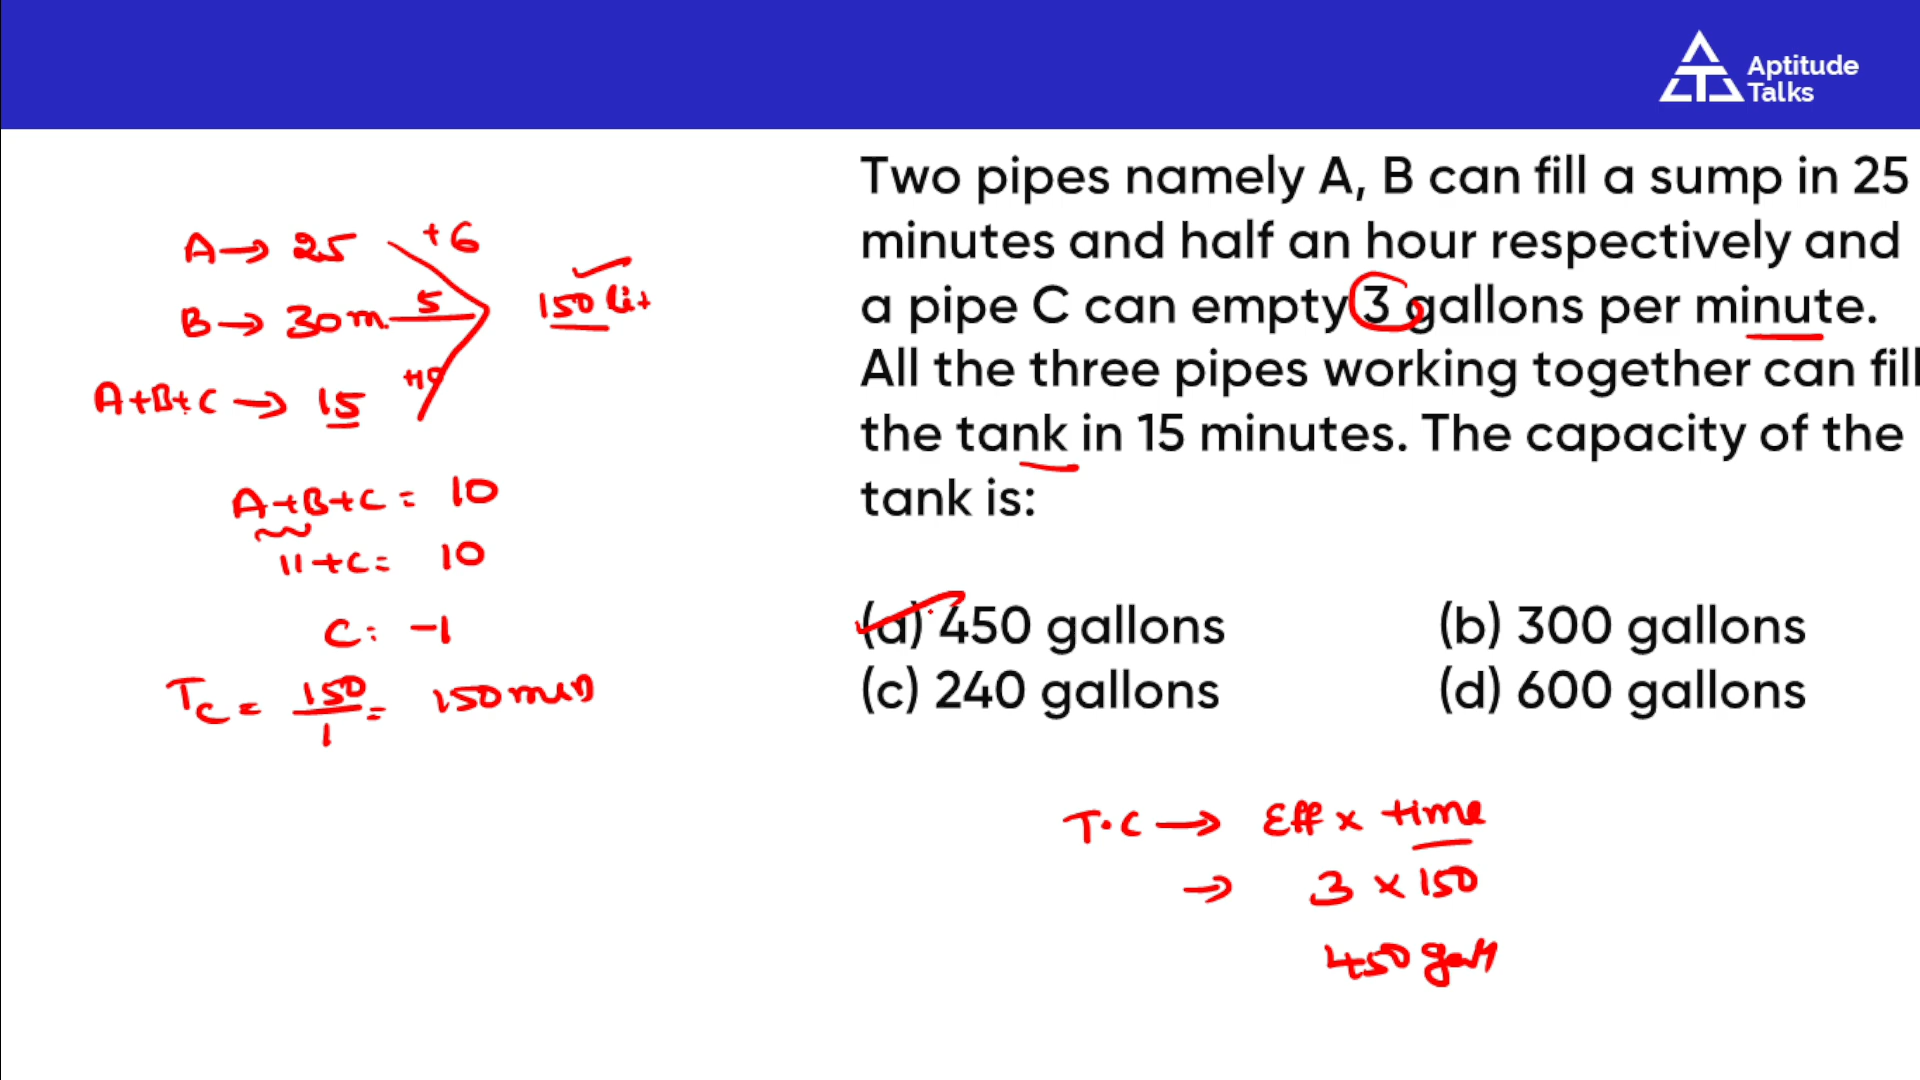 Aptitude
Talks
Two pipes namely A, B can fill a sump in 25
minutes and half an hour respectively and
a pipe C can empty 3 gallons per minute.
All the three pipes working together can fill
the tank in 15 minutes. The capacity of the
tank is:
(a) 450 gallons (b) 300 gallons
(c) 240 gallons (d) 600 gallons
A → 25 +6
B → 30m. 5 150 lit
A+B+C → 15 +10
A+B+C = 10
11+C = 10
C: -1
TC = 150/1 = 150 min
T.C → Eff x time
→ 3 x 150
450 gall